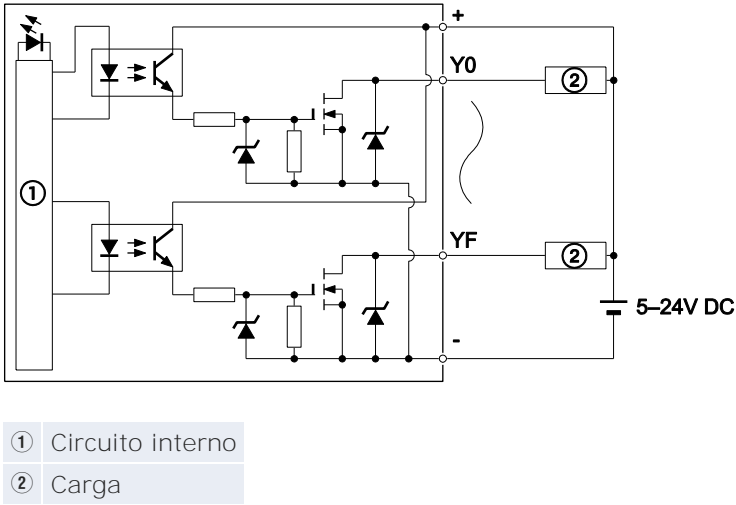 +
Y0
②
①
YF
②
5–24V DC
-
① Circuito interno
② Carga